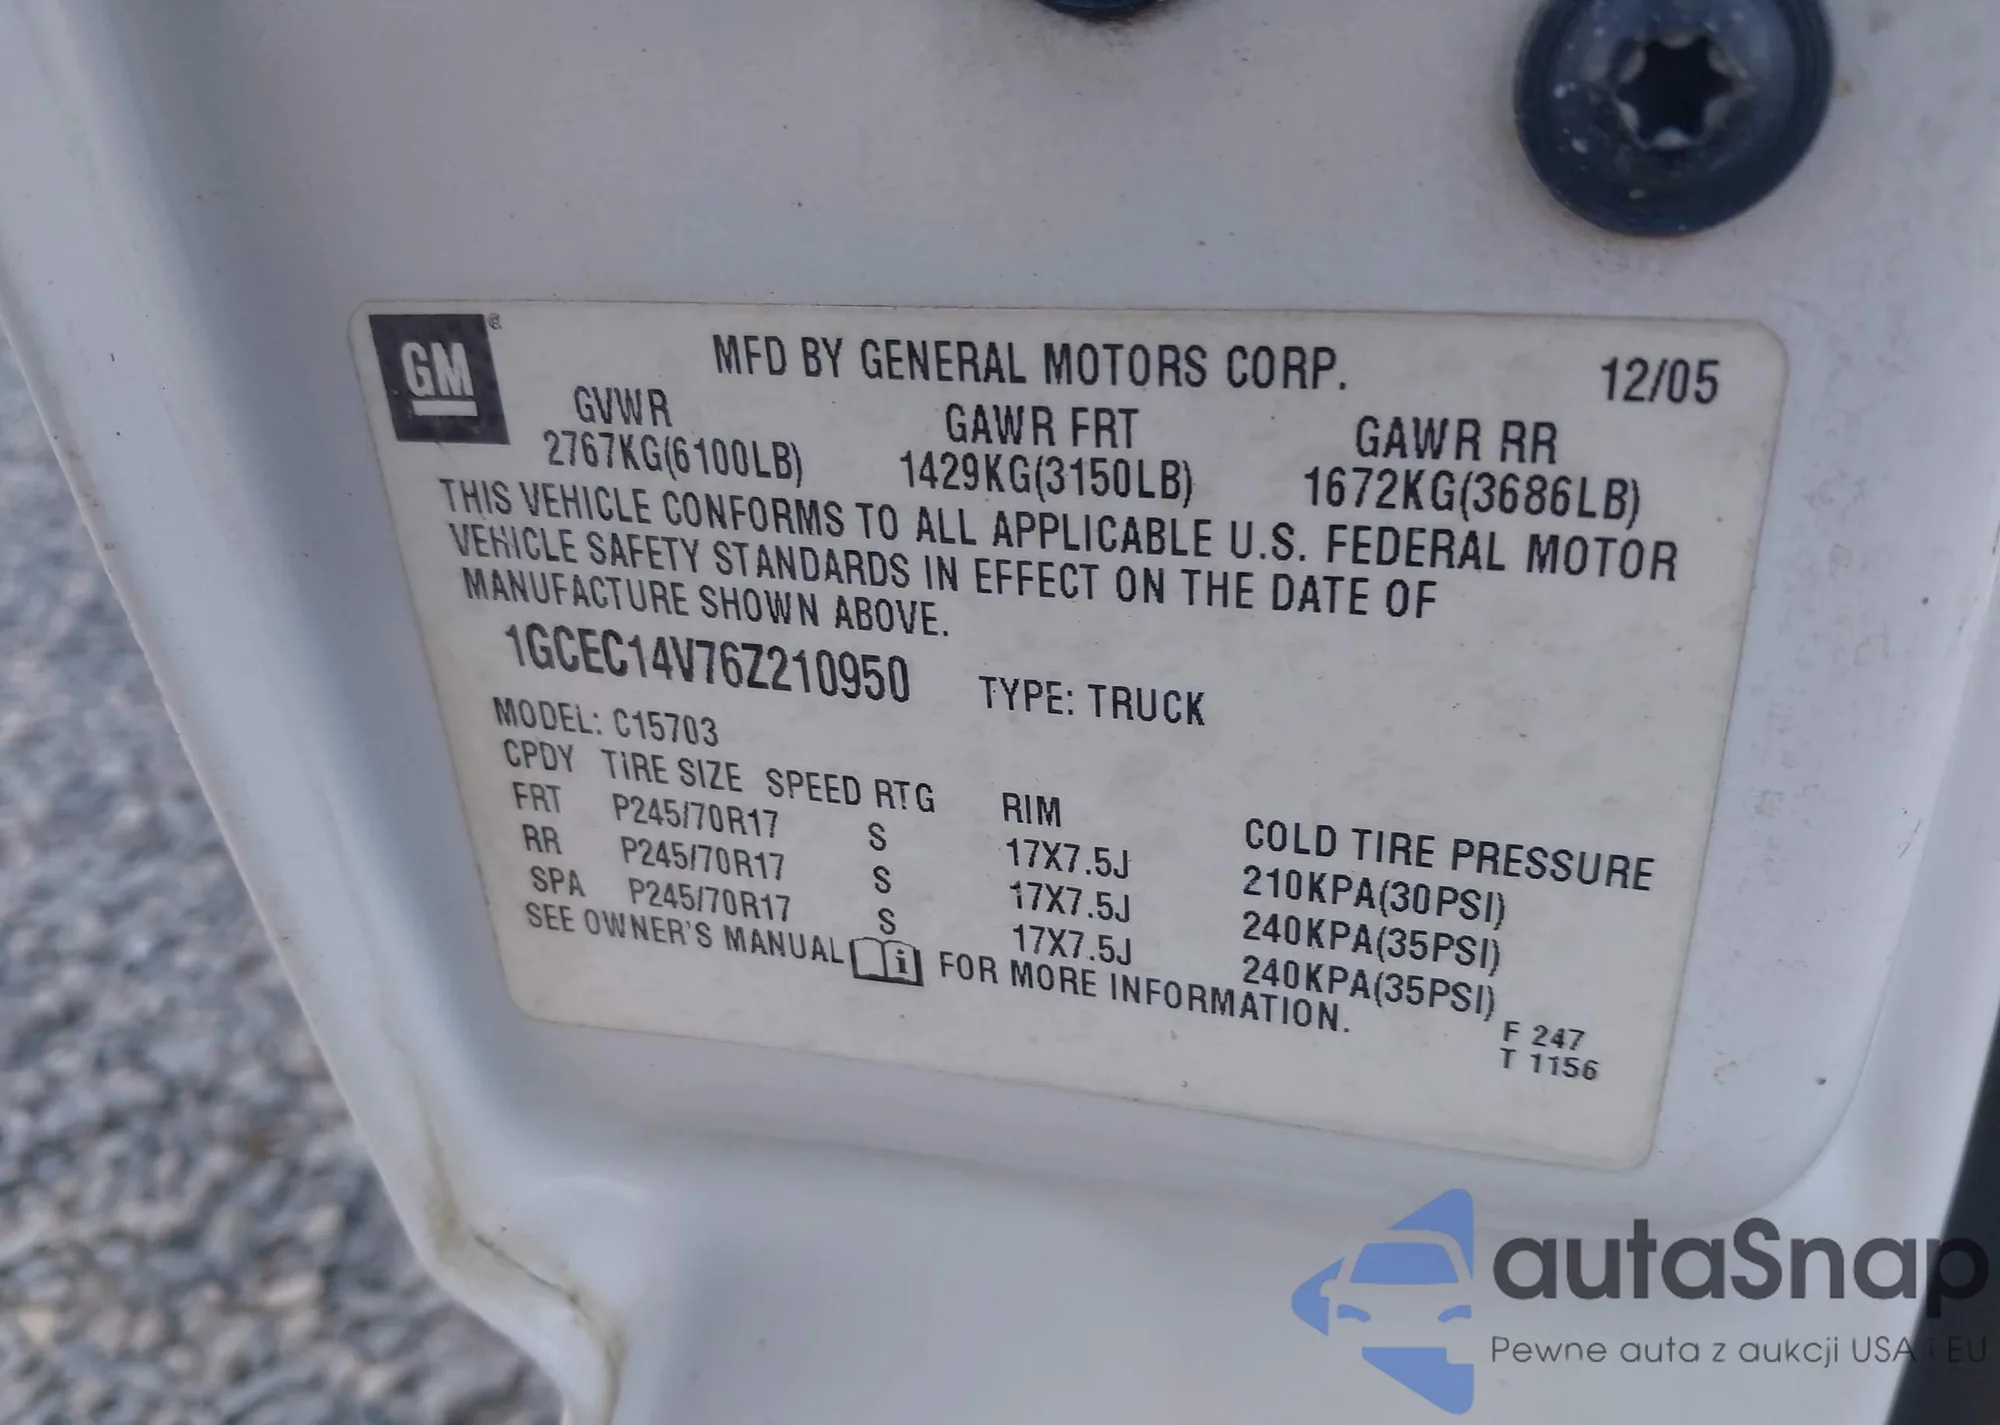 GM
MFD BY GENERAL MOTORS CORP. 12/05
GVWR GAWR FRT GAWR RR
2767KG(6100LB) 1429KG(3150LB) 1672KG(3686LB)
THIS VEHICLE CONFORMS TO ALL APPLICABLE U.S. FEDERAL MOTOR
VEHICLE SAFETY STANDARDS IN EFFECT ON THE DATE OF
MANUFACTURE SHOWN ABOVE.
1GCEC14V76Z210950 TYPE: TRUCK
MODEL: C15703
CPDY TIRE SIZE SPEED RTG RIM COLD TIRE PRESSURE
FRT P245/70R17 S 17X7.5J 210KPA(30PSI)
RR P245/70R17 S 17X7.5J 240KPA(35PSI)
SPA P245/70R17 S 17X7.5J 240KPA(35PSI)
SEE OWNER'S MANUAL FOR MORE INFORMATION.
F 247
T 1156
autaSnap
Pewne auta z aukcji USA i EU